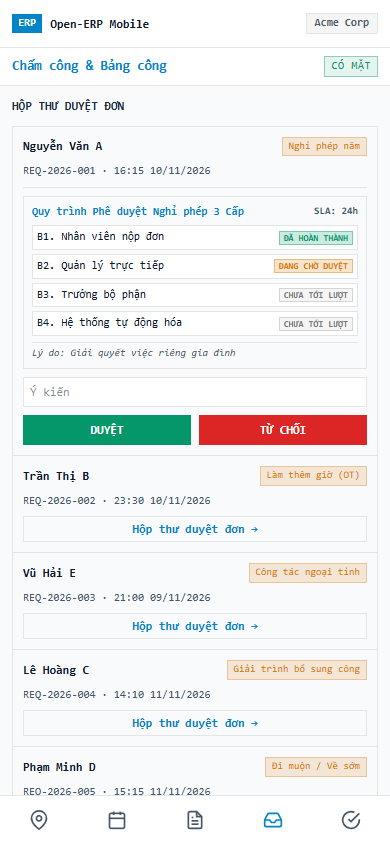 ERP Open-ERP Mobile Acme Corp
Chấm công & Bảng công CÓ MẶT
HỘP THƯ DUYỆT ĐƠN
Nguyễn Văn A Nghỉ phép năm
REQ-2026-001 · 16:15 10/11/2026
Quy trình Phê duyệt Nghỉ phép 3 Cấp SLA: 24h
B1. Nhân viên nộp đơn ĐÃ HOÀN THÀNH
B2. Quản lý trực tiếp ĐANG CHỜ DUYỆT
B3. Trưởng bộ phận CHƯA TỚI LƯỢT
B4. Hệ thống tự động hóa CHƯA TỚI LƯỢT
Lý do: Giải quyết việc riêng gia đình
Ý kiến
DUYỆT TỪ CHỐI
Trần Thị B Làm thêm giờ (OT)
REQ-2026-002 · 23:30 10/11/2026
Hộp thư duyệt đơn →
Vũ Hải E Công tác ngoại tỉnh
REQ-2026-003 · 21:00 09/11/2026
Hộp thư duyệt đơn →
Lê Hoàng C Giải trình bổ sung công
REQ-2026-004 · 14:10 11/11/2026
Hộp thư duyệt đơn →
Phạm Minh D Đi muộn / Về sớm
REQ-2026-005 · 15:15 11/11/2026